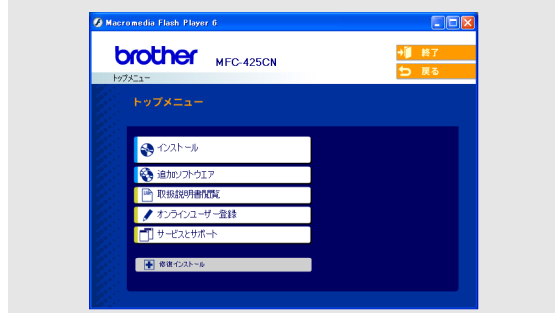 Macromedia Flash Player 6
brother MFC-425CN
終了
戻る
トップメニュー
トップメニュー
インストール
追加ソフトウエア
取扱説明書閲覧
オンラインユーザー登録
サービスとサポート
修復インストール